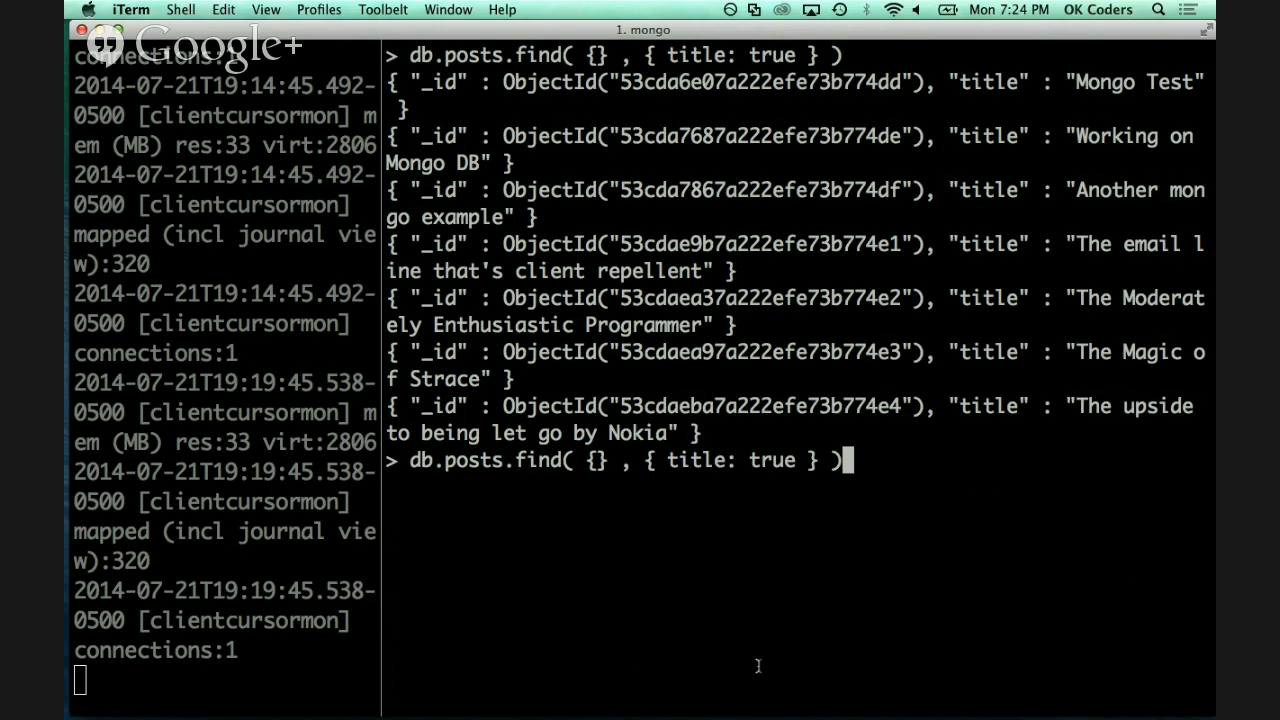 iTerm Shell Edit View Profiles Toolbelt Window Help Mon 7:24 PM OK Coders
1. mongo
Google+
connections:1
2014-07-21T19:14:45.492-
0500 [clientcursormon] m
em (MB) res:33 virt:2806
2014-07-21T19:14:45.492-
0500 [clientcursormon]
mapped (incl journal vie
w):320
2014-07-21T19:14:45.492-
0500 [clientcursormon]
connections:1
2014-07-21T19:19:45.538-
0500 [clientcursormon] m
em (MB) res:33 virt:2806
2014-07-21T19:19:45.538-
0500 [clientcursormon]
mapped (incl journal vie
w):320
2014-07-21T19:19:45.538-
0500 [clientcursormon]
connections:1
> db.posts.find( {} , { title: true } )
{ "_id" : ObjectId("53cda6e07a222efe73b774dd"), "title" : "Mongo Test"
}
{ "_id" : ObjectId("53cda7687a222efe73b774de"), "title" : "Working on
Mongo DB" }
{ "_id" : ObjectId("53cda7867a222efe73b774df"), "title" : "Another mon
go example" }
{ "_id" : ObjectId("53cdae9b7a222efe73b774e1"), "title" : "The email l
ine that's client repellent" }
{ "_id" : ObjectId("53cdaea37a222efe73b774e2"), "title" : "The Moderat
ely Enthusiastic Programmer" }
{ "_id" : ObjectId("53cdaea97a222efe73b774e3"), "title" : "The Magic o
f Strace" }
{ "_id" : ObjectId("53cdaeba7a222efe73b774e4"), "title" : "The upside
to being let go by Nokia" }
> db.posts.find( {} , { title: true } )